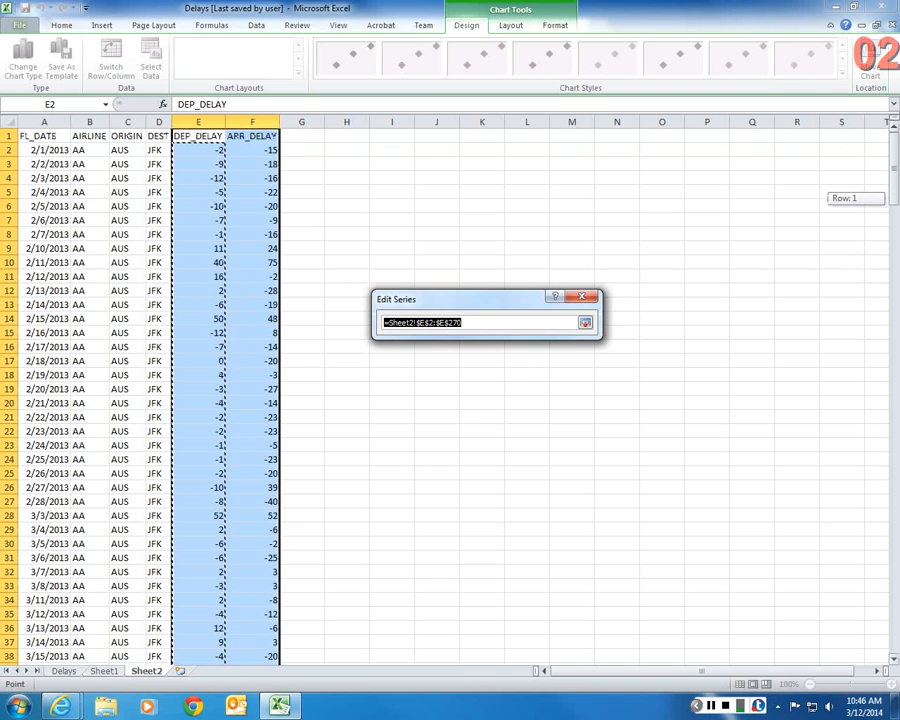 Delays [Last saved by user] - Microsoft Excel
Chart Tools
File Home Insert Page Layout Formulas Data Review View Acrobat Team Design Layout Format
02
Change Chart Type
Save As Template
Switch Row/Column
Select Data
Move Chart
Type Data Chart Layouts Chart Styles Location
E2 fx DEP_DELAY
A B C D E F G H I J K L M N O P Q R S T
1 FL_DATE AIRLINE ORIGIN DEST DEP_DELAY ARR_DELAY
2 2/1/2013 AA AUS JFK -2 -15
3 2/2/2013 AA AUS JFK -9 -18
4 2/3/2013 AA AUS JFK -12 -16
5 2/4/2013 AA AUS JFK -5 -22
6 2/5/2013 AA AUS JFK -10 -20
7 2/6/2013 AA AUS JFK -7 -9
8 2/7/2013 AA AUS JFK -1 -16
9 2/10/2013 AA AUS JFK 11 24
10 2/11/2013 AA AUS JFK 40 75
11 2/12/2013 AA AUS JFK 16 -2
12 2/13/2013 AA AUS JFK 2 -28
13 2/14/2013 AA AUS JFK -6 -19
14 2/15/2013 AA AUS JFK 50 48
15 2/16/2013 AA AUS JFK -12 8
16 2/17/2013 AA AUS JFK -7 -14
17 2/18/2013 AA AUS JFK 0 -20
18 2/19/2013 AA AUS JFK 4 -3
19 2/20/2013 AA AUS JFK -3 -27
20 2/21/2013 AA AUS JFK -4 -14
21 2/22/2013 AA AUS JFK -2 -23
22 2/23/2013 AA AUS JFK -2 -23
23 2/24/2013 AA AUS JFK -1 -5
24 2/25/2013 AA AUS JFK -1 -23
25 2/26/2013 AA AUS JFK -2 -20
26 2/27/2013 AA AUS JFK -10 39
27 2/28/2013 AA AUS JFK -8 -40
28 3/3/2013 AA AUS JFK 52 52
29 3/4/2013 AA AUS JFK 2 -6
30 3/5/2013 AA AUS JFK -6 -2
31 3/6/2013 AA AUS JFK -6 -25
32 3/7/2013 AA AUS JFK 2 3
33 3/8/2013 AA AUS JFK -3 3
34 3/11/2013 AA AUS JFK 2 -8
35 3/12/2013 AA AUS JFK -4 -12
36 3/13/2013 AA AUS JFK 12 -6
37 3/14/2013 AA AUS JFK 9 3
38 3/15/2013 AA AUS JFK -4 -20
Row: 1
Edit Series
=Sheet2!$E$2:$E$270
Delays Sheet1 Sheet2
Point 100%
10:46 AM
3/12/2014